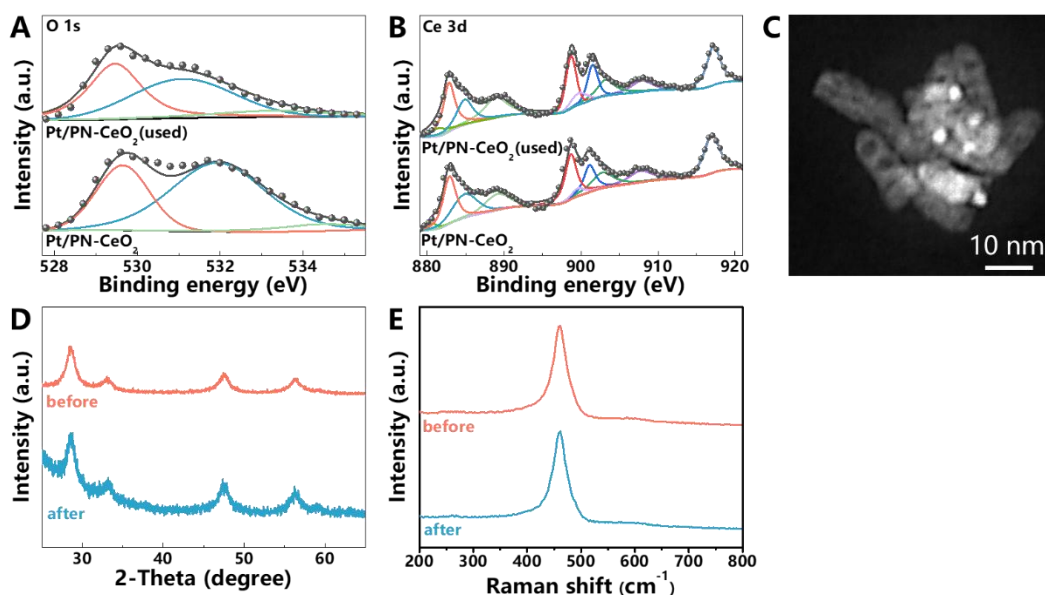 A
O 1s
Intensity (a.u.)
Pt/PN-CeO₂(used)
Pt/PN-CeO₂
528 530 532 534
Binding energy (eV)
B
Ce 3d
Intensity (a.u.)
Pt/PN-CeO₂(used)
Pt/PN-CeO₂
880 890 900 910 920
Binding energy (eV)
C
10 nm
D
Intensity (a.u.)
before
after
30 40 50 60
2-Theta (degree)
E
Intensity (a.u.)
before
after
200 300 400 500 600 700 800
Raman shift (cm⁻¹)